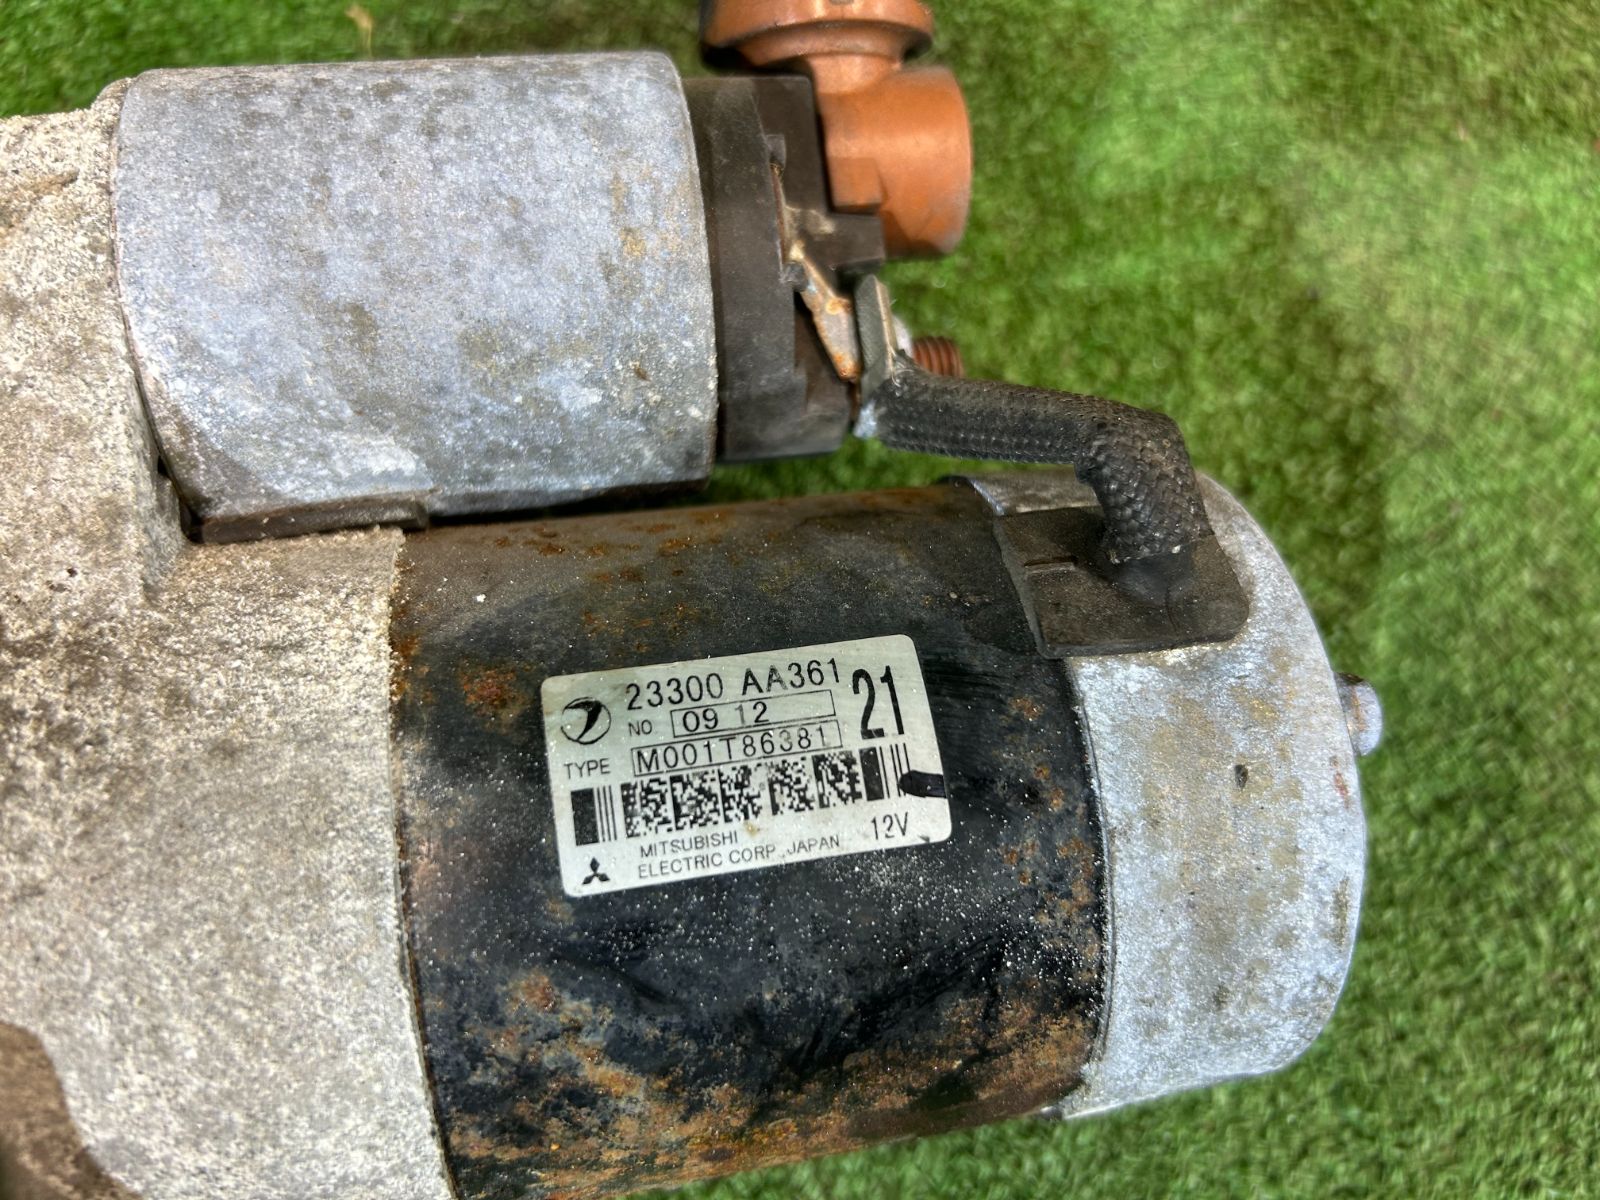 23300 AA361
NO 09 12
21
TYPE M001T86381
MITSUBISHI
ELECTRIC CORP. JAPAN
12V